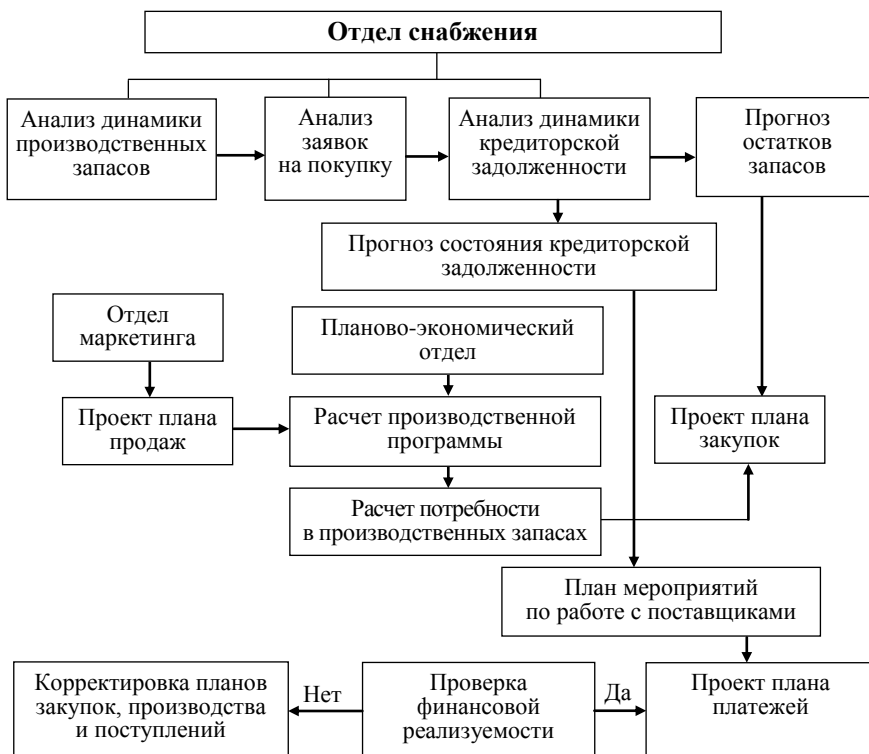 Отдел снабжения
Анализ динамики
производственных
запасов
Анализ
заявок
на покупку
Анализ динамики
кредиторской
задолженности
Прогноз
остатков
запасов
Прогноз состояния кредиторской
задолженности
Отдел
маркетинга
Планово-экономический
отдел
Проект плана
продаж
Расчет производственной
программы
Проект плана
закупок
Расчет потребности
в производственных запасах
План мероприятий
по работе с поставщиками
Корректировка планов
закупок, производства
и поступлений
Нет
Проверка
финансовой
реализуемости
Да
Проект плана
платежей